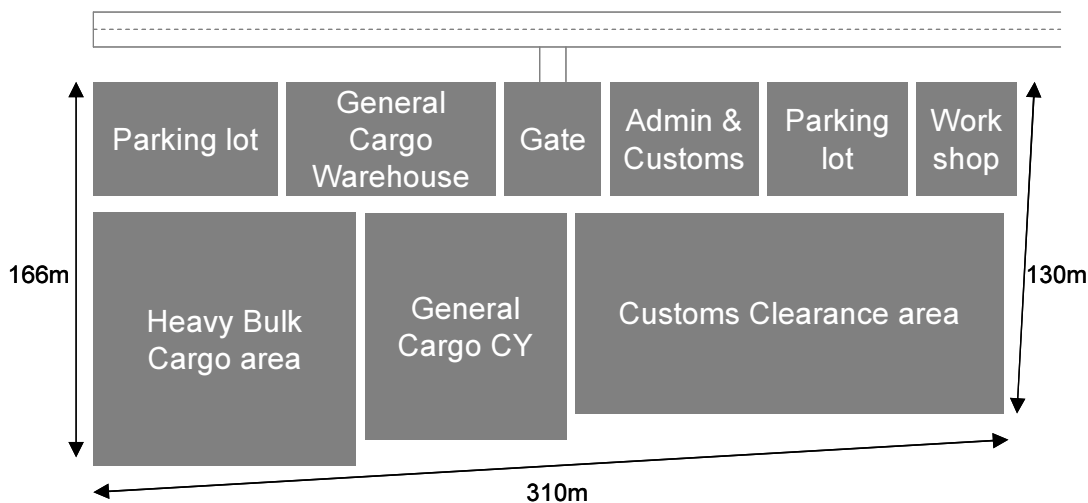 Parking lot
General
Cargo
Warehouse
Gate
Admin &
Customs
Parking
lot
Work
shop
166m
Heavy Bulk
Cargo area
General
Cargo CY
Customs Clearance area
130m
310m